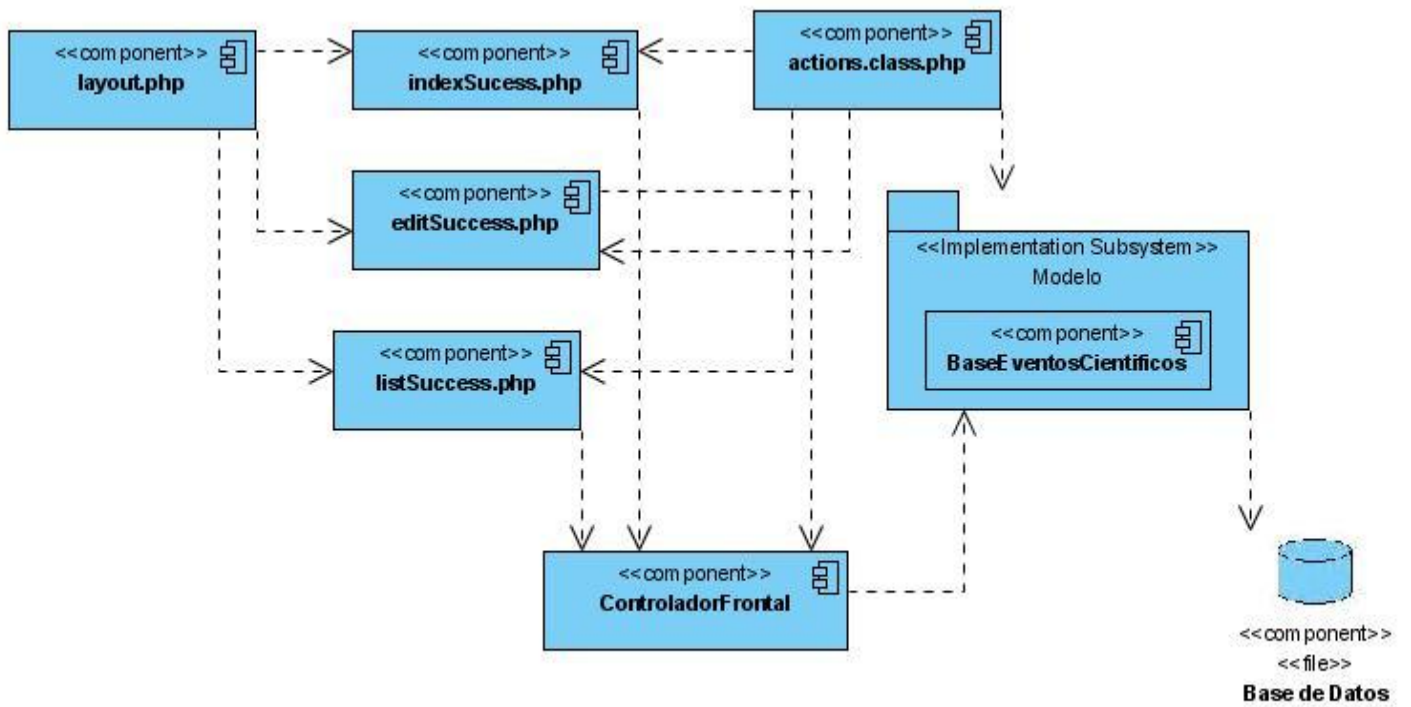 <<component>>
layout.php
<<component>>
indexSucess.php
<<component>>
actions.class.php
<<component>>
editSuccess.php
<<Implementation Subsystem>>
Modelo
<<component>>
BaseEventosCientíficos
<<component>>
listSuccess.php
<<component>>
ControladorFrontal
<<component>>
<<file>>
Base de Datos